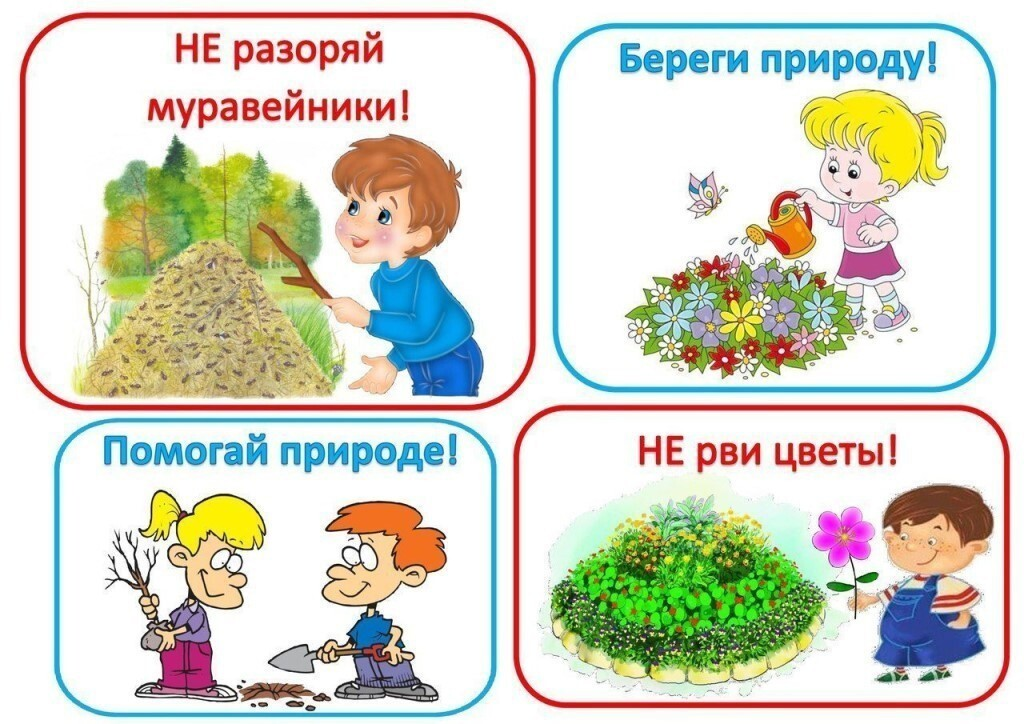 НЕ разоряй
муравейники!
Береги природу!
Помогай природе!
НЕ рви цветы!